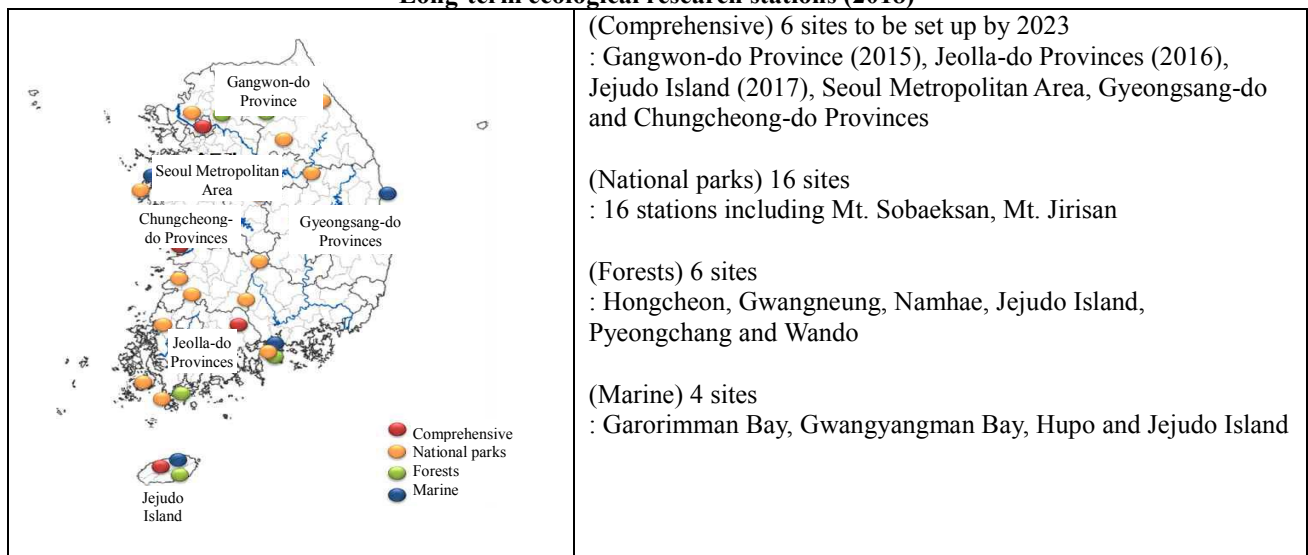 Long-term ecological research stations (2018)
Gangwon-do
Province
Seoul Metropolitan
Area
Chungcheong-
do Provinces
Gyeongsang-do
Provinces
Jeolla-do
Provinces
Comprehensive
National parks
Forests
Marine
Jejudo
Island
(Comprehensive) 6 sites to be set up by 2023
: Gangwon-do Province (2015), Jeolla-do Provinces (2016),
Jejudo Island (2017), Seoul Metropolitan Area, Gyeongsang-do
and Chungcheong-do Provinces
(National parks) 16 sites
: 16 stations including Mt. Sobaeksan, Mt. Jirisan
(Forests) 6 sites
: Hongcheon, Gwangneung, Namhae, Jejudo Island,
Pyeongchang and Wando
(Marine) 4 sites
: Garorimman Bay, Gwangyangman Bay, Hupo and Jejudo Island